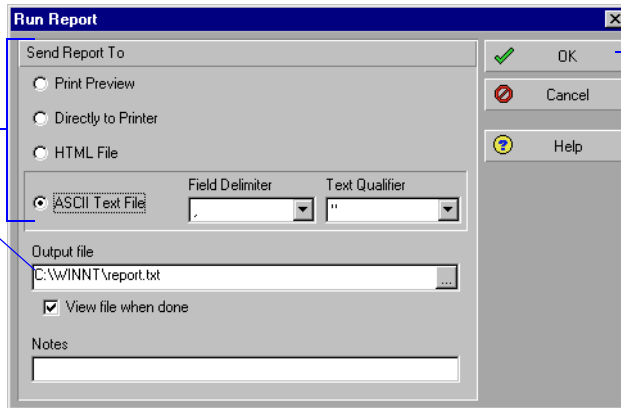 Run Report
Send Report To
Print Preview
Directly to Printer
HTML File
ASCII Text File
Field Delimiter
,
Text Qualifier
"
Output file
C:\WINNT\report.txt
...
View file when done
Notes
OK
Cancel
Help